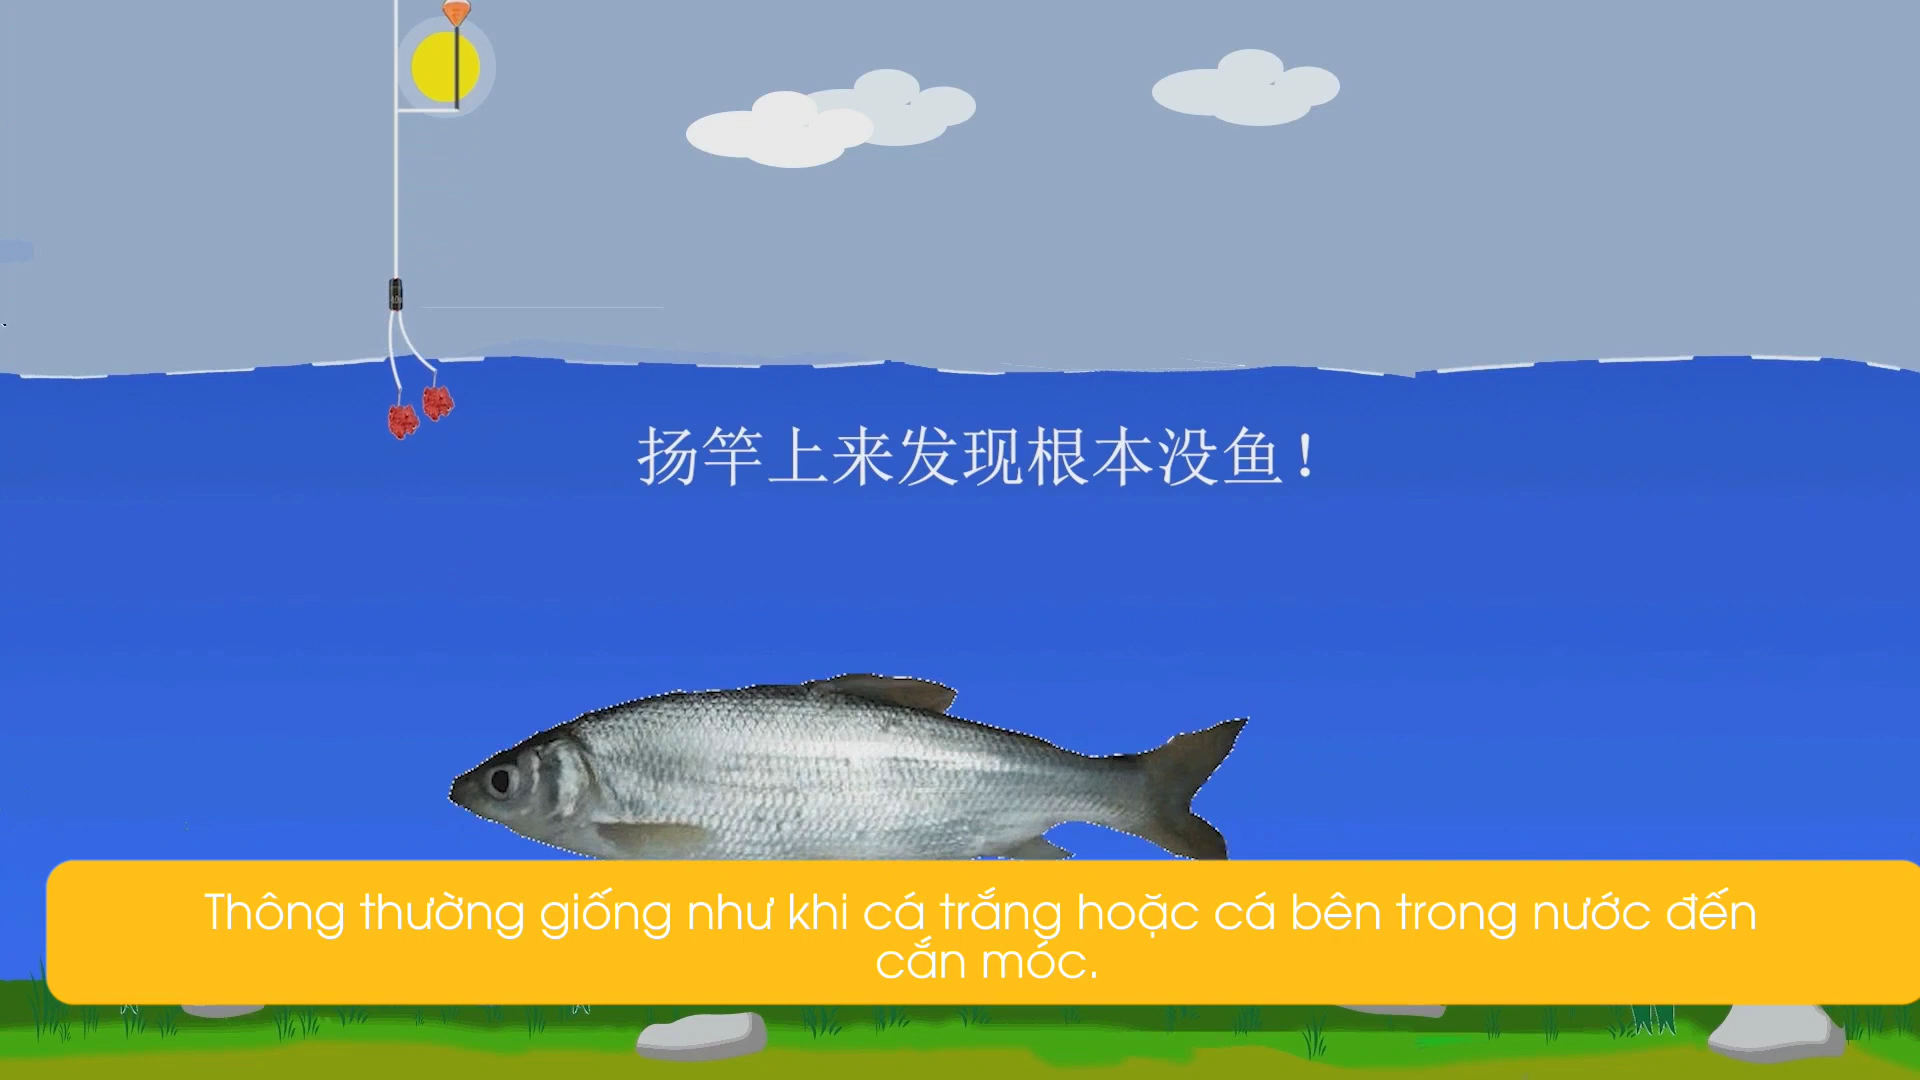 扬竿上来发现根本没鱼！
Thông thường giống như khi cá trắng hoặc cá bên trong nước đến
cắn móc.